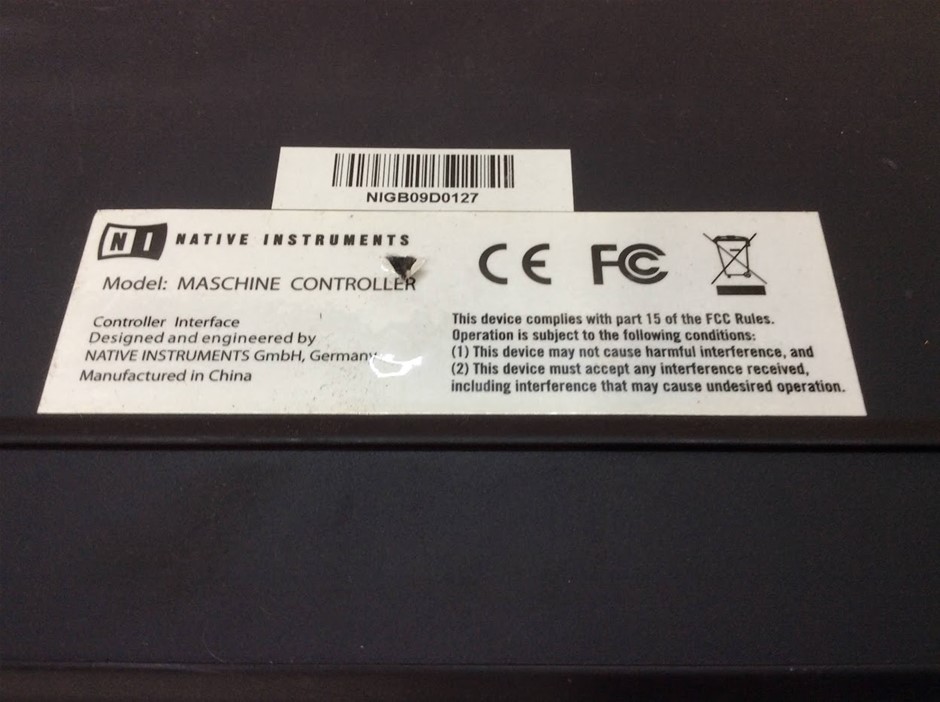 NIGB09D0127
NI NATIVE INSTRUMENTS
Model: MASCHINE CONTROLLER
Controller Interface
Designed and engineered by
NATIVE INSTRUMENTS GmbH, Germany
Manufactured in China
CE FC
This device complies with part 15 of the FCC Rules.
Operation is subject to the following conditions:
(1) This device may not cause harmful interference, and
(2) This device must accept any interference received,
including interference that may cause undesired operation.